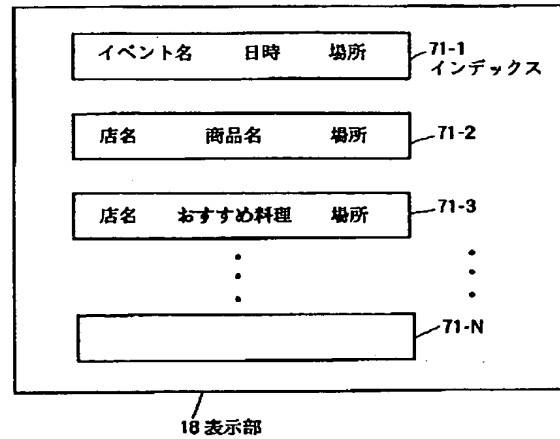 イベント名 日時 場所 71-1
インデックス
店名 商品名 場所 71-2
店名 おすすめ料理 場所 71-3
71-N
18 表示部